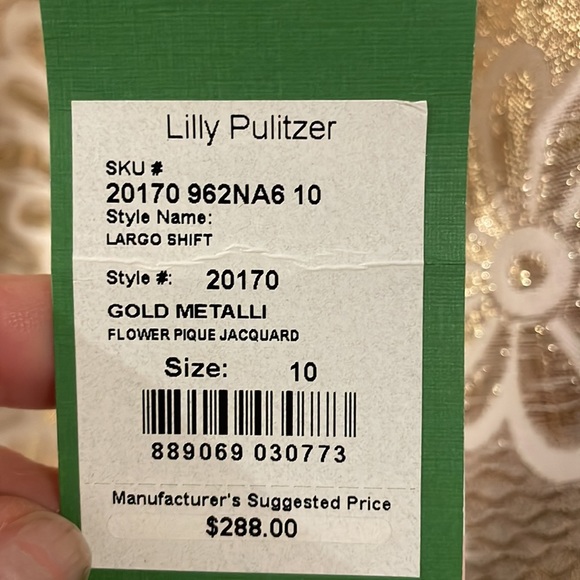 Lilly Pulitzer
SKU #
20170 962NA6 10
Style Name:
LARGO SHIFT
Style #: 20170
GOLD METALLI
FLOWER PIQUE JACQUARD
Size: 10
889069 030773
Manufacturer's Suggested Price
$288.00